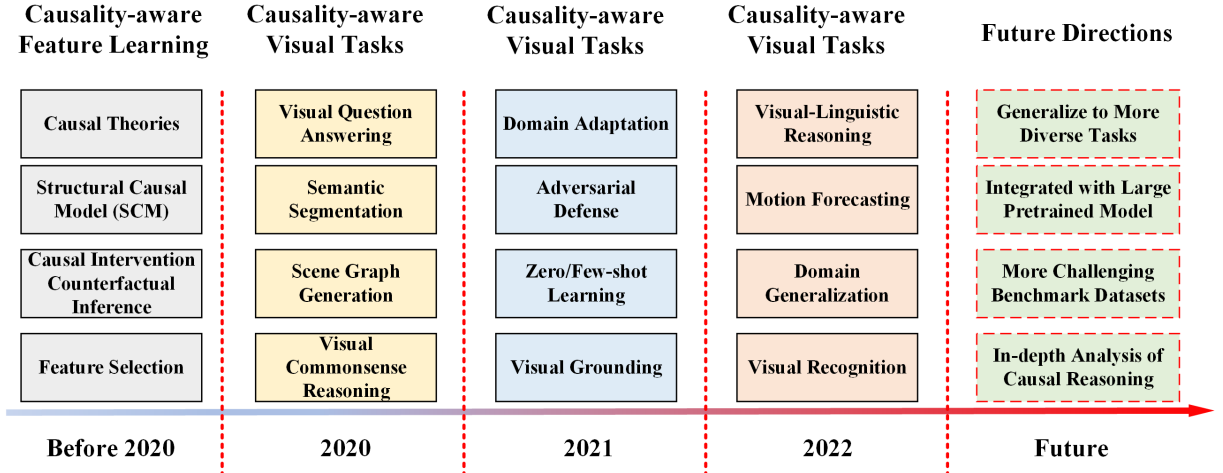 Causality-aware
Feature Learning
Causality-aware
Visual Tasks
Causality-aware
Visual Tasks
Causality-aware
Visual Tasks
Future Directions
Causal Theories
Visual Question
Answering
Domain Adaptation
Visual-Linguistic
Reasoning
Generalize to More
Diverse Tasks
Structural Causal
Model (SCM)
Semantic
Segmentation
Adversarial
Defense
Motion Forecasting
Integrated with Large
Pretrained Model
Causal Intervention
Counterfactual
Inference
Scene Graph
Generation
Zero/Few-shot
Learning
Domain
Generalization
More Challenging
Benchmark Datasets
Feature Selection
Visual
Commonsense
Reasoning
Visual Grounding
Visual Recognition
In-depth Analysis of
Causal Reasoning
Before 2020
2020
2021
2022
Future